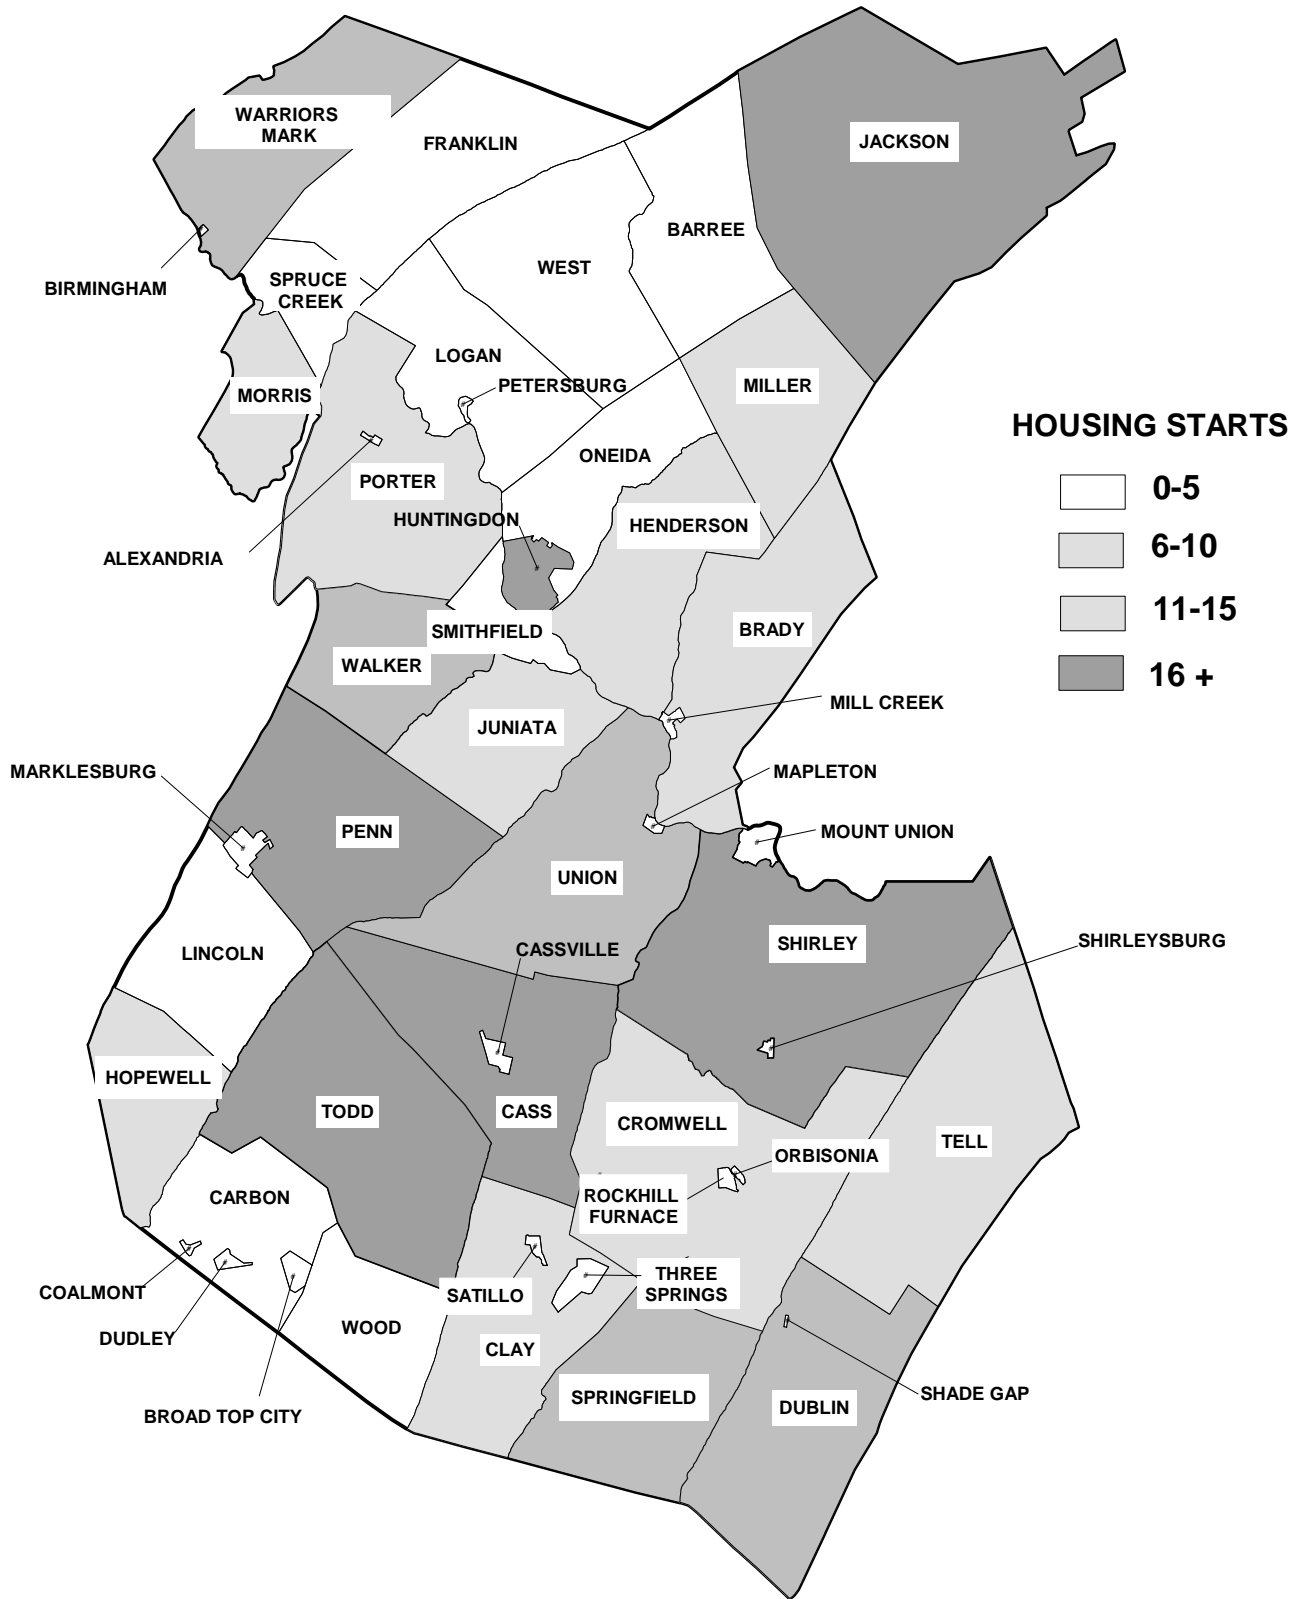 WARRIORS
MARK
FRANKLIN
JACKSON
BARREE
WEST
BIRMINGHAM
SPRUCE
CREEK
LOGAN
PETERSBURG
MILLER
MORRIS
HOUSING STARTS
0-5
6-10
11-15
16 +
ONEIDA
PORTER
HUNTINGDON
HENDERSON
ALEXANDRIA
SMITHFIELD
BRADY
WALKER
MILL CREEK
JUNIATA
MARKLESBURG
MAPLETON
PENN
MOUNT UNION
UNION
LINCOLN
CASSVILLE
SHIRLEY
SHIRLEYSBURG
HOPEWELL
TODD
CASS
CROMWELL
TELL
ORBISONIA
CARBON
ROCKHILL
FURNACE
COALMONT
SATILLO
THREE
SPRINGS
DUDLEY
WOOD
CLAY
BROAD TOP CITY
SPRINGFIELD
DUBLIN
SHADE GAP